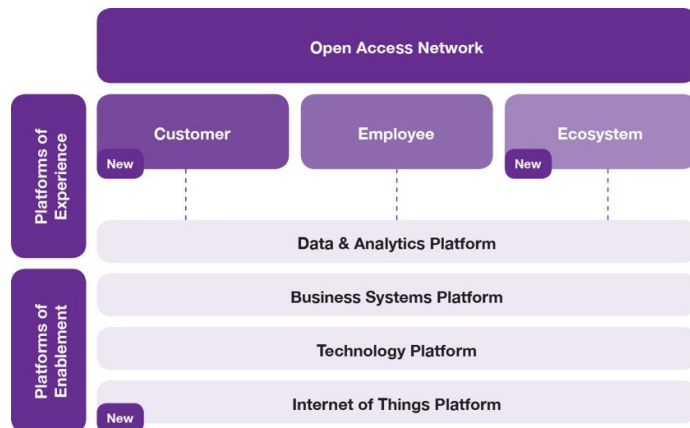 Open Access Network
Platforms of
Experience
Customer
New
Employee
Ecosystem
New
Data & Analytics Platform
Platforms of
Enablement
Business Systems Platform
Technology Platform
Internet of Things Platform
New